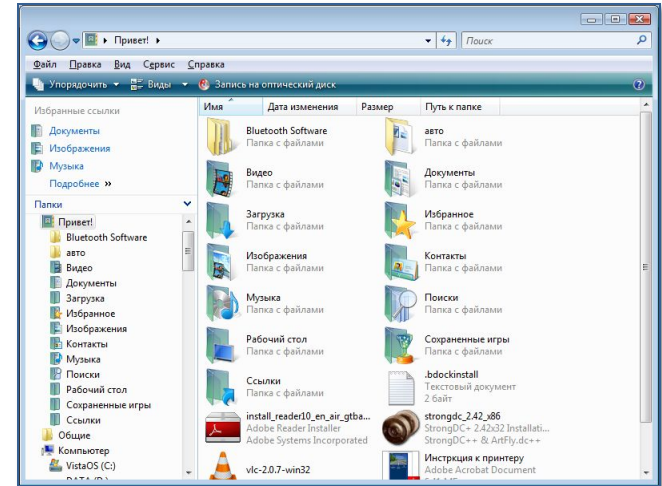 Привет!
Поиск
Файл Правка Вид Сервис Справка
Упорядочить Виды Запись на оптический диск
Избранные ссылки
Документы
Изображения
Музыка
Подробнее »
Папки
Привет!
Bluetooth Software
авто
Видео
Документы
Загрузка
Избранное
Изображения
Контакты
Музыка
Поиски
Рабочий стол
Сохраненные игры
Ссылки
Общие
Компьютер
VistaOS (C:)
Имя Дата изменения Размер Путь к папке
Bluetooth Software
Папка с файлами
авто
Папка с файлами
Видео
Папка с файлами
Документы
Папка с файлами
Загрузка
Папка с файлами
Избранное
Папка с файлами
Изображения
Папка с файлами
Контакты
Папка с файлами
Музыка
Папка с файлами
Поиски
Папка с файлами
Рабочий стол
Папка с файлами
Сохраненные игры
Папка с файлами
Ссылки
Папка с файлами
.bdockinstall
Текстовый документ
2 байт
install_reader10_en_air_gtba...
Adobe Reader Installer
Adobe Systems Incorporated
strongdc_2.42_x86
StrongDC+ 2.42x32 Installati...
StrongDC++ & ArtFly.dc++
vlc-2.0.7-win32
Инстркция к принтеру
Adobe Acrobat Document